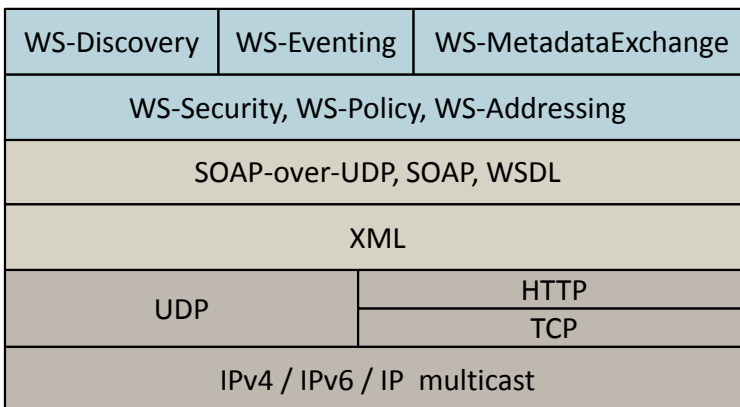 WS-Discovery WS-Eventing WS-MetadataExchange
WS-Security, WS-Policy, WS-Addressing
SOAP-over-UDP, SOAP, WSDL
XML
UDP
HTTP
TCP
IPv4 / IPv6 / IP multicast